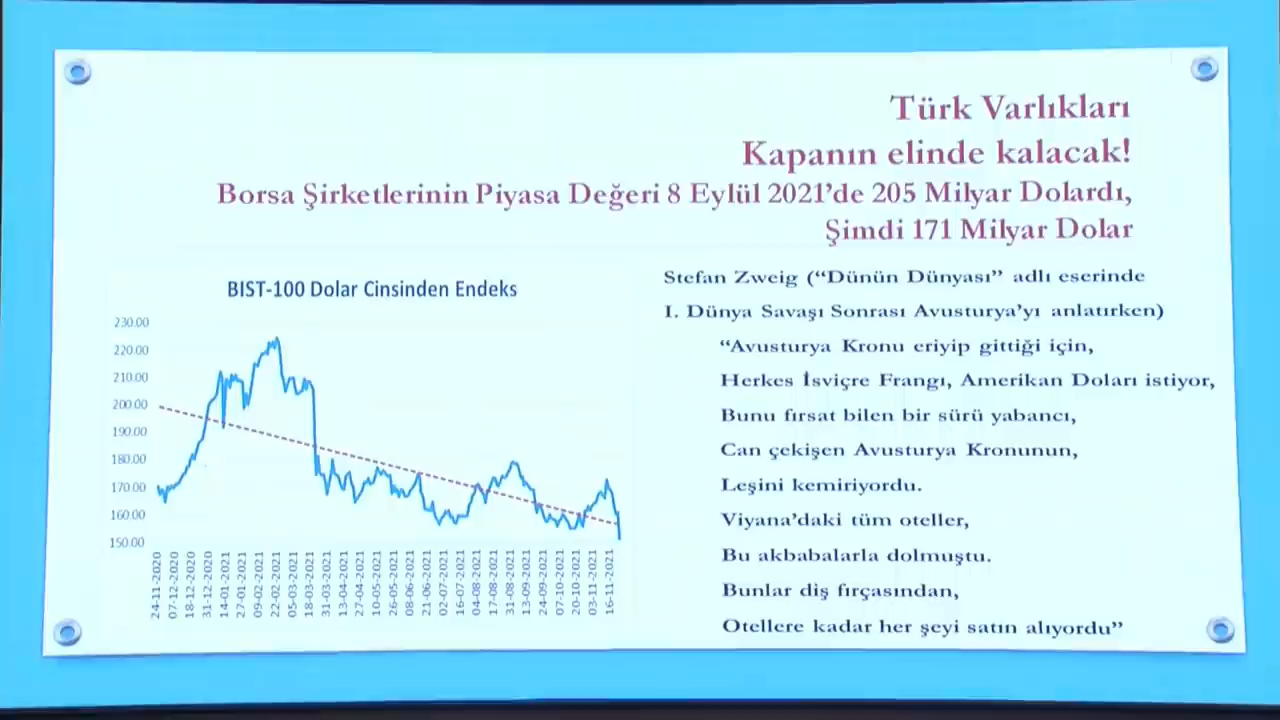 Türk Varlıkları
Kapanın elinde kalacak!
Borsa Şirketlerinin Piyasa Değeri 8 Eylül 2021’de 205 Milyar Dolardı,
Şimdi 171 Milyar Dolar
BIST-100 Dolar Cinsinden Endeks
230.00
220.00
210.00
200.00
190.00
180.00
170.00
160.00
150.00
24-11-2020
07-12-2020
18-12-2020
31-12-2020
14-01-2021
27-01-2021
09-02-2021
22-02-2021
05-03-2021
18-03-2021
31-03-2021
13-04-2021
27-04-2021
10-05-2021
26-05-2021
08-06-2021
21-06-2021
02-07-2021
16-07-2021
04-08-2021
17-08-2021
31-08-2021
13-09-2021
24-09-2021
07-10-2021
20-10-2021
03-11-2021
16-11-2021
Stefan Zweig (“Dünün Dünyası” adlı eserinde
I. Dünya Savaşı Sonrası Avusturya’yı anlatırken)
“Avusturya Kronu eriyip gittiği için,
Herkes İsviçre Frangı, Amerikan Doları istiyor,
Bunu fırsat bilen bir sürü yabancı,
Can çekişen Avusturya Kronunun,
Leşini kemiriyordu.
Viyana’daki tüm oteller,
Bu akbabalarla dolmuştu.
Bunlar diş fırçasından,
Otellere kadar her şeyi satın alıyordu”